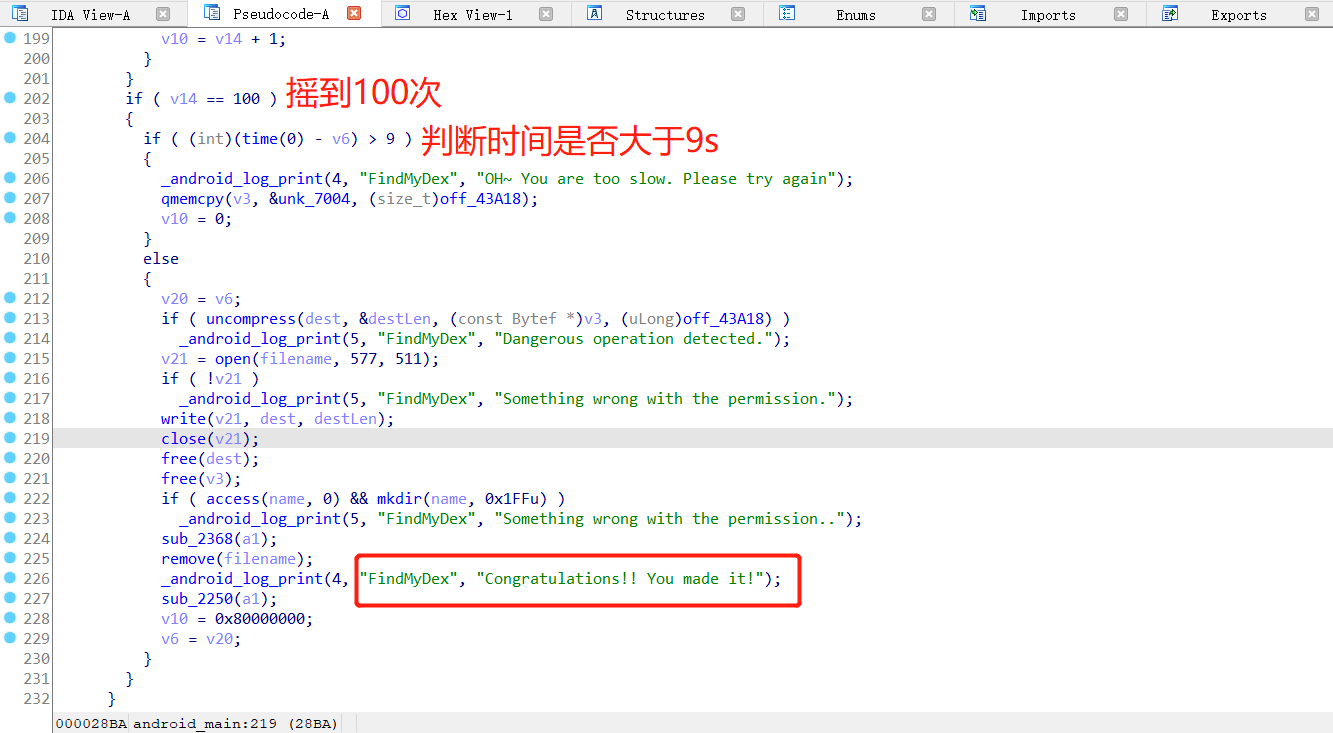 IDA View-A Pseudocode-A Hex View-1 Structures Enums Imports Exports
199 v10 = v14 + 1;
200 }
201 }
202 if ( v14 == 100 ) 摇到100次
203 {
204 if ( (int)(time(0) - v6) > 9 ) 判断时间是否大于9s
205 {
206 _android_log_print(4, "FindMyDex", "OH~ You are too slow. Please try again");
207 qmemcpy(v3, &unk_7004, (size_t)off_43A18);
208 v10 = 0;
209 }
210 else
211 {
212 v20 = v6;
213 if ( uncompress(dest, &destLen, (const Bytef *)v3, (uLong)off_43A18) )
214 _android_log_print(5, "FindMyDex", "Dangerous operation detected.");
215 v21 = open(filename, 577, 511);
216 if ( !v21 )
217 _android_log_print(5, "FindMyDex", "Something wrong with the permission.");
218 write(v21, dest, destLen);
219 close(v21);
220 free(dest);
221 free(v3);
222 if ( access(name, 0) && mkdir(name, 0x1FFu) )
223 _android_log_print(5, "FindMyDex", "Something wrong with the permission..");
224 sub_2368(a1);
225 remove(filename);
226 _android_log_print(4, "FindMyDex", "Congratulations!! You made it!");
227 sub_2250(a1);
228 v10 = 0x80000000;
229 v6 = v20;
230 }
231 }
232 }
000028BA android_main:219 (28BA)